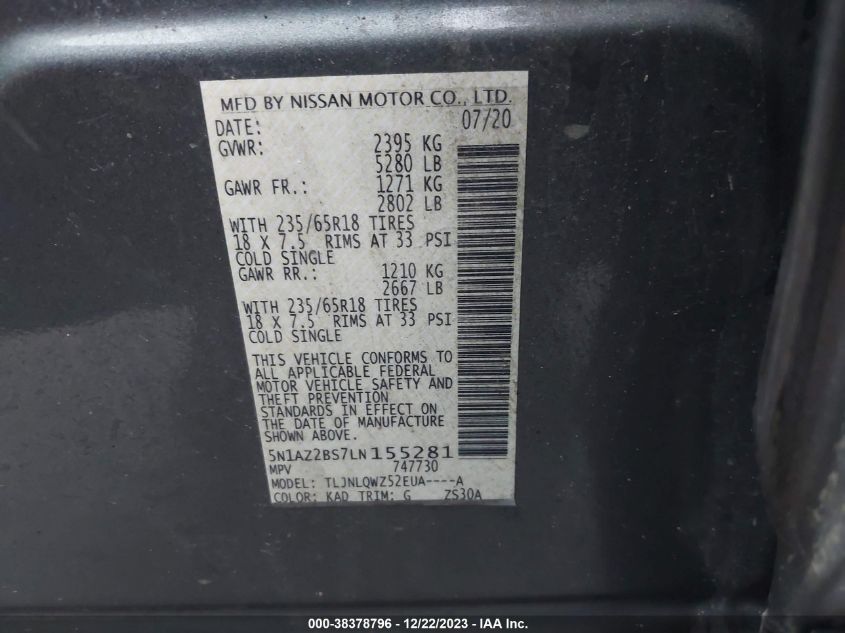 MFD BY NISSAN MOTOR CO., LTD.
DATE: 07/20
GVWR: 2395 KG
5280 LB
GAWR FR.: 1271 KG
2802 LB
WITH 235/65R18 TIRES
18 X 7.5 RIMS AT 33 PSI
COLD SINGLE
GAWR RR.: 1210 KG
2667 LB
WITH 235/65R18 TIRES
18 X 7.5 RIMS AT 33 PSI
COLD SINGLE
THIS VEHICLE CONFORMS TO
ALL APPLICABLE FEDERAL
MOTOR VEHICLE SAFETY AND
THEFT PREVENTION
STANDARDS IN EFFECT ON
THE DATE OF MANUFACTURE
SHOWN ABOVE.
5N1AZ2BS7LN155281
MPV 747730
MODEL: TLJNLQWZ52EUA----A
COLOR: KAD TRIM: G ZS30A
000-38378796 - 12/22/2023 - IAA Inc.